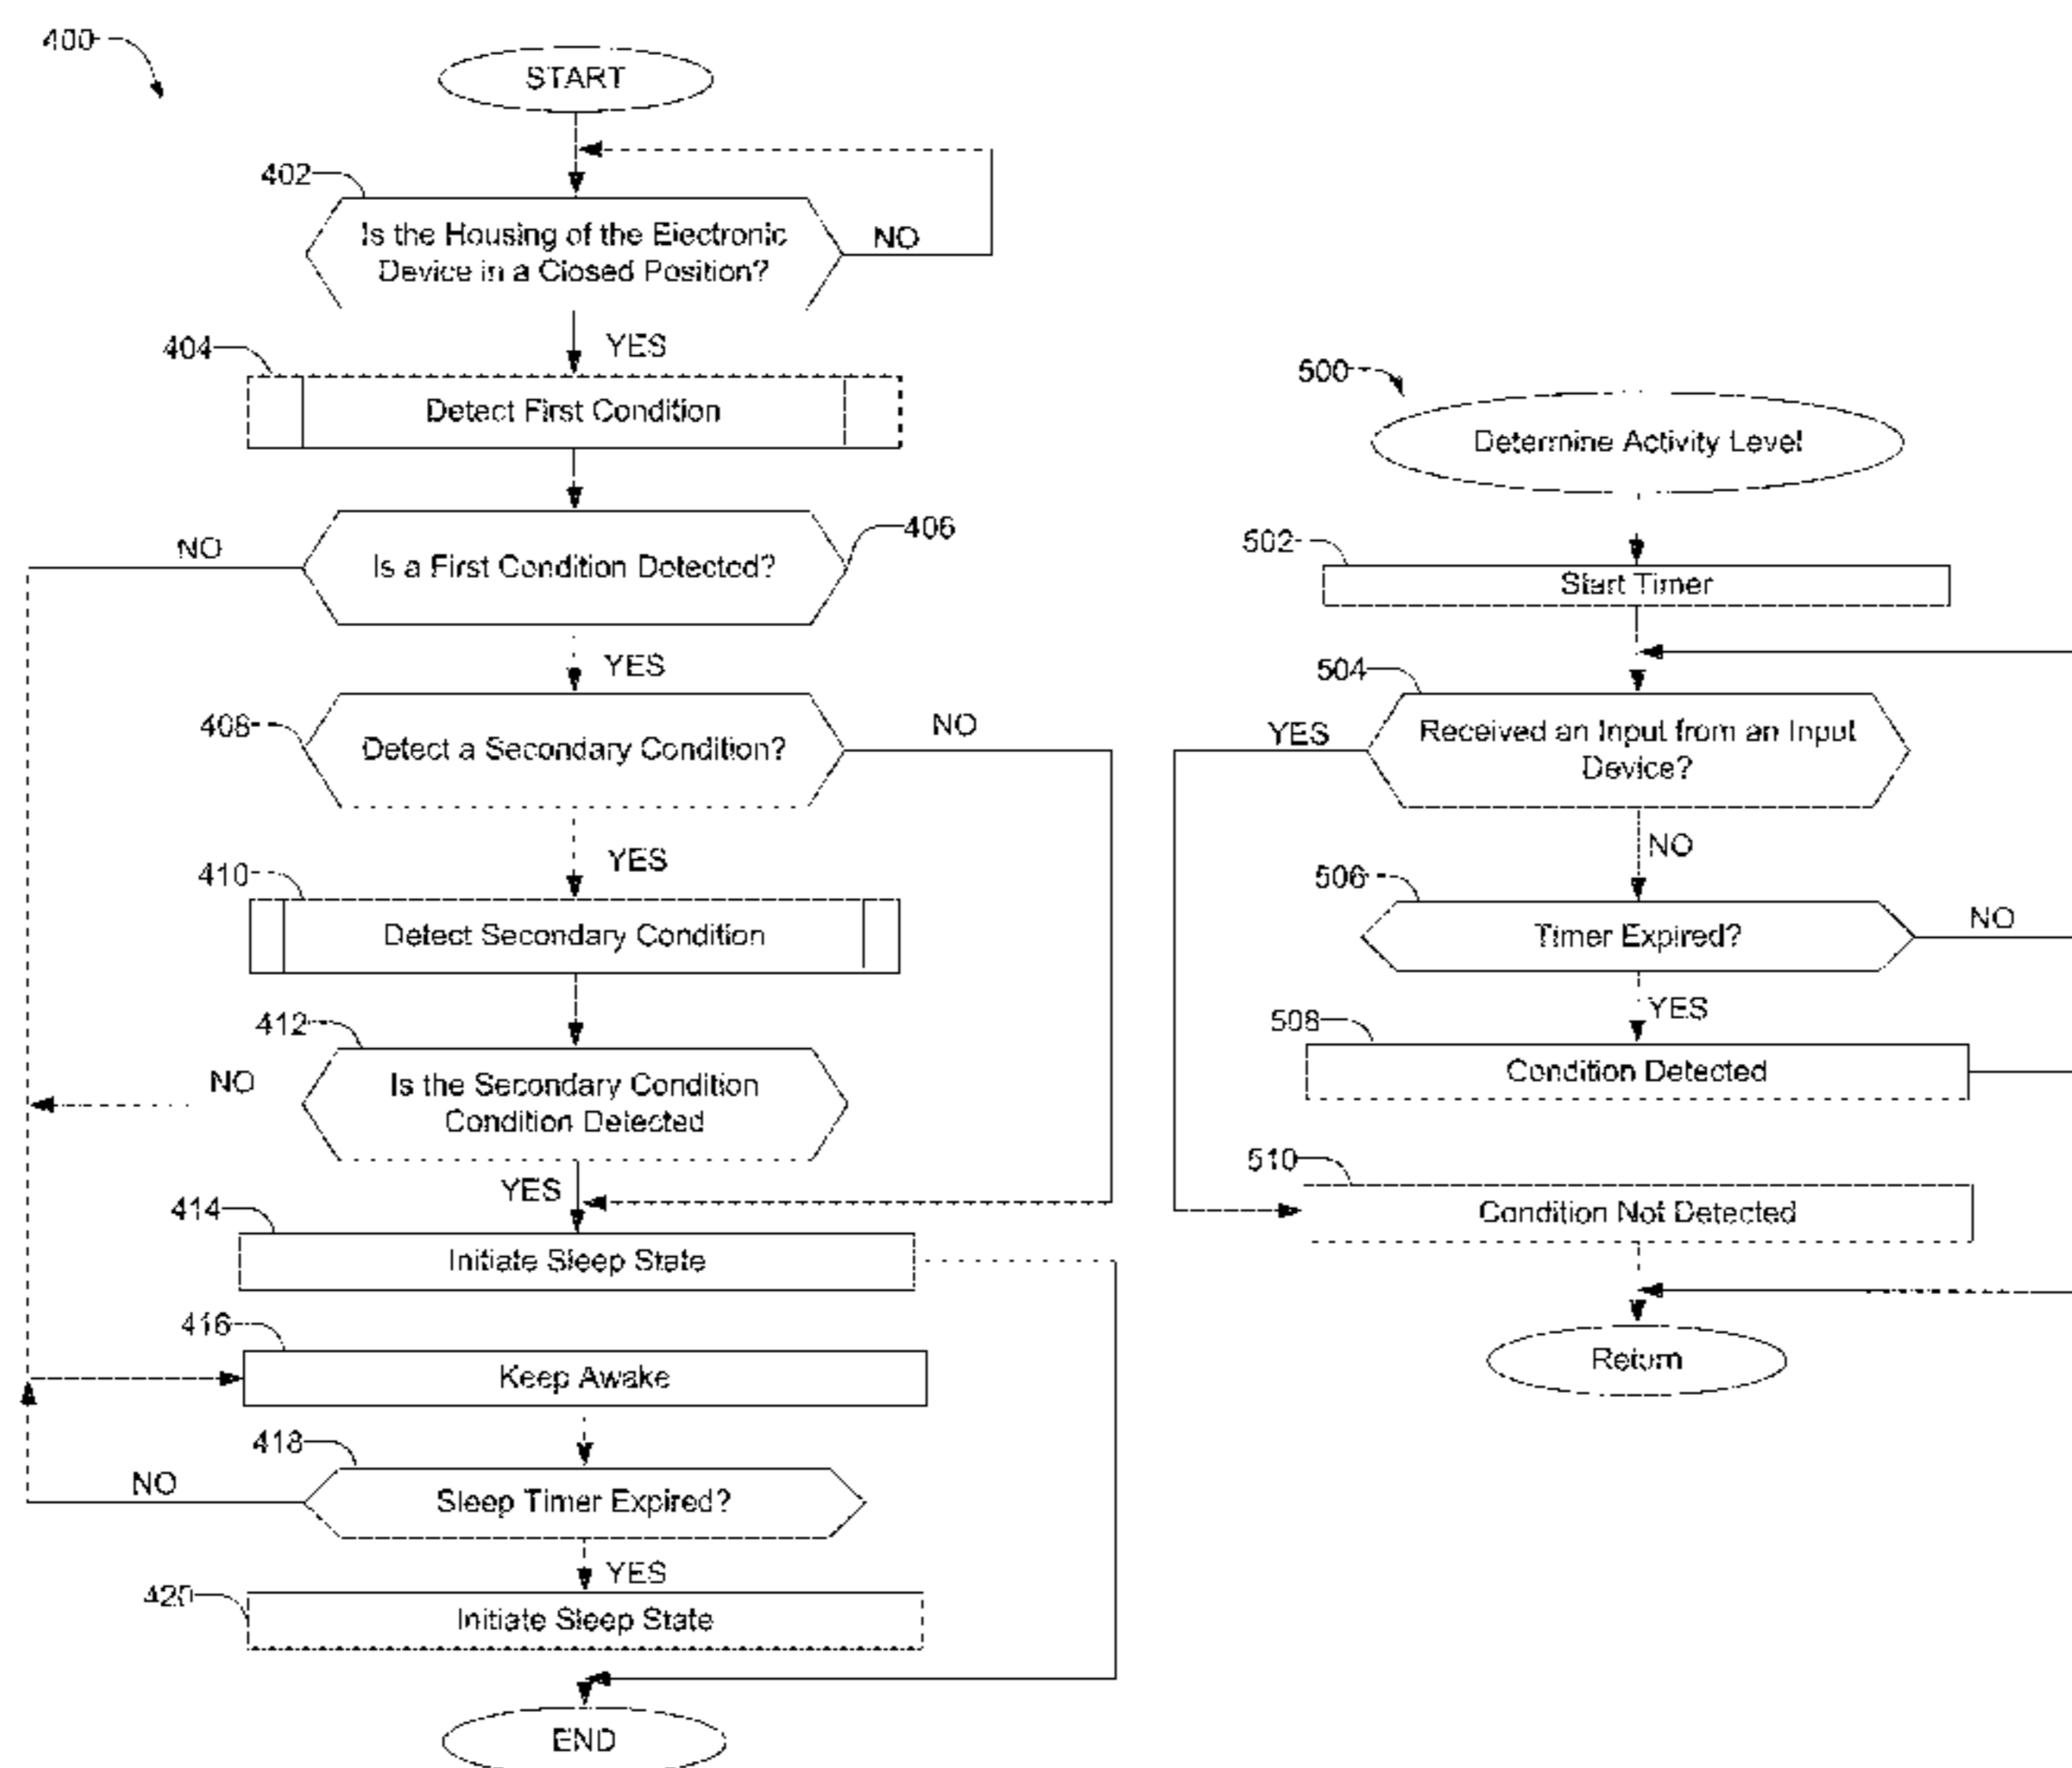 400
START
402
Is the Housing of the Electronic
Device in a Closed Position?
NO
YES
404
Detect First Condition
406
NO
Is a First Condition Detected?
YES
408
Detect a Secondary Condition?
NO
YES
410
Detect Secondary Condition
412
NO
Is the Secondary Condition
Condition Detected
YES
414
Initiate Sleep State
416
Keep Awake
418
NO
Sleep Timer Expired?
YES
420
Initiate Sleep State
END
500
Determine Activity Level
502
Start Timer
504
YES
Received an Input from an Input
Device?
NO
506
Timer Expired?
NO
YES
508
Condition Detected
510
Condition Not Detected
Return